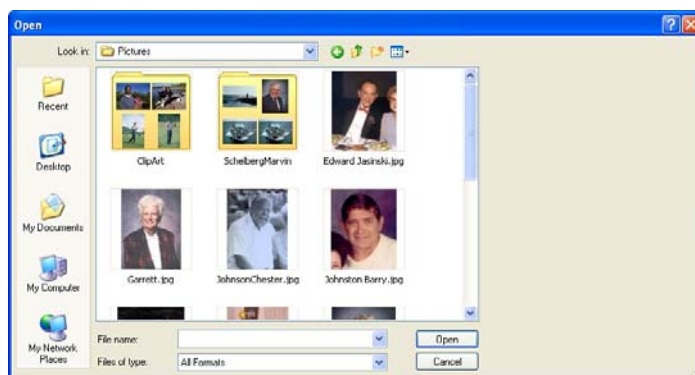 Open
Look in:
Pictures
Recent
Desktop
My Documents
My Computer
My Network
Places
ClipArt
SchelbergMarvin
Edward Jasinski.jpg
Garrett.jpg
JohnsonChester.jpg
Johnston Barry.jpg
File name:
Open
Files of type:
All Formats
Cancel